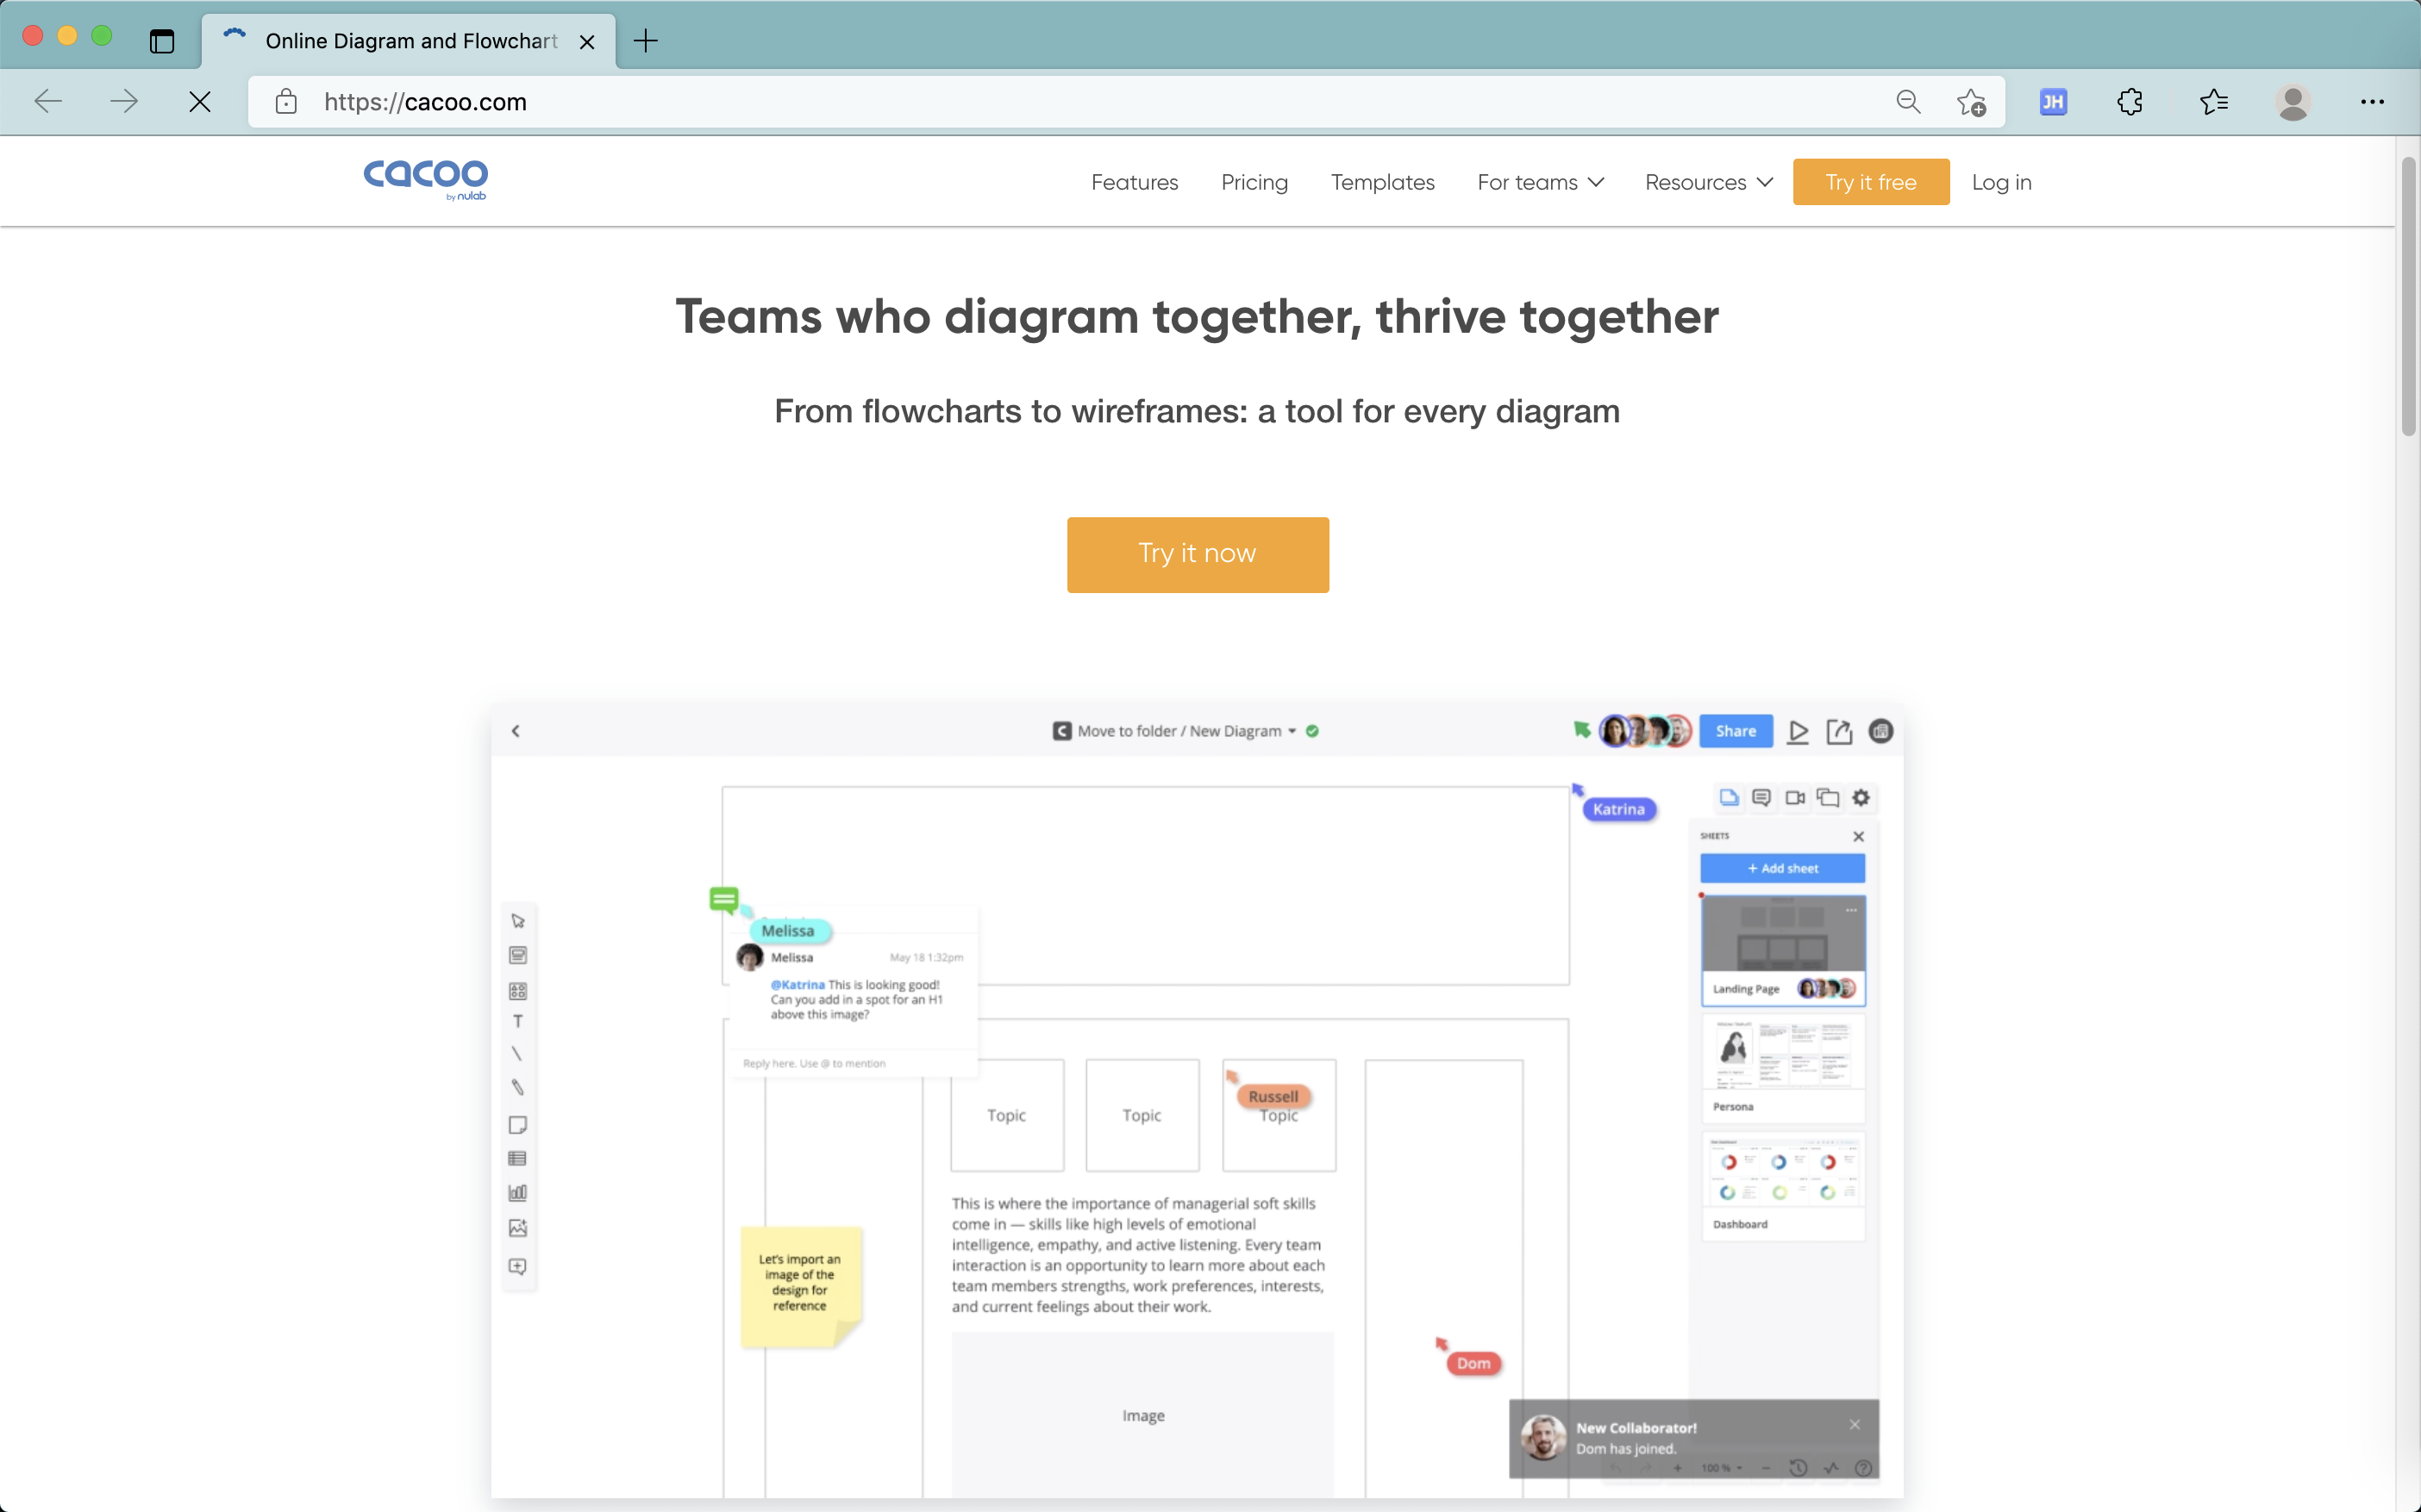 Online Diagram and Flowchart
https://cacoo.com
JH
cacoo
by nulab
Features
Pricing
Templates
For teams
Resources
Try it free
Log in
Teams who diagram together, thrive together
From flowcharts to wireframes: a tool for every diagram
Try it now
Move to folder / New Diagram
Share
Katrina
SHEETS
+ Add sheet
Melissa
Melissa
May 18 1:32pm
@Katrina This is looking good!
Can you add in a spot for an H1
above this image?
Reply here. Use @ to mention
Landing Page
Persona
Dashboard
Topic
Topic
Russell
Topic
This is where the importance of managerial soft skills
come in — skills like high levels of emotional
intelligence, empathy, and active listening. Every team
interaction is an opportunity to learn more about each
team members strengths, work preferences, interests,
and current feelings about their work.
Let's import an
image of the
design for
reference
Dom
Image
New Collaborator!
Dom has joined.
100 %